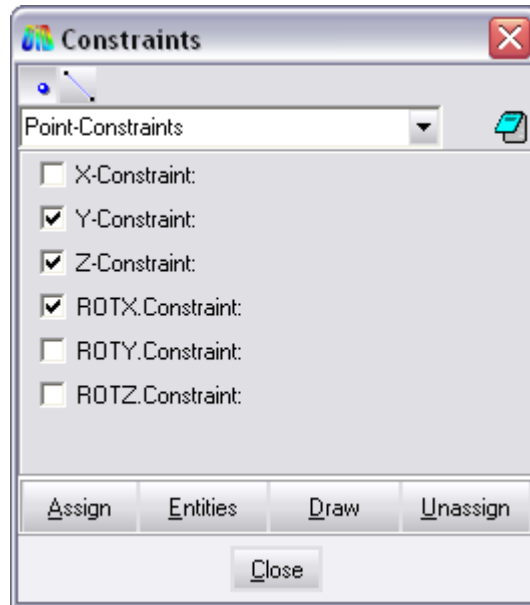 Constraints
Point-Constraints
X-Constraint:
Y-Constraint:
Z-Constraint:
ROTX.Constraint:
ROTY.Constraint:
ROTZ.Constraint:
Assign Entities Draw Unassign
Close